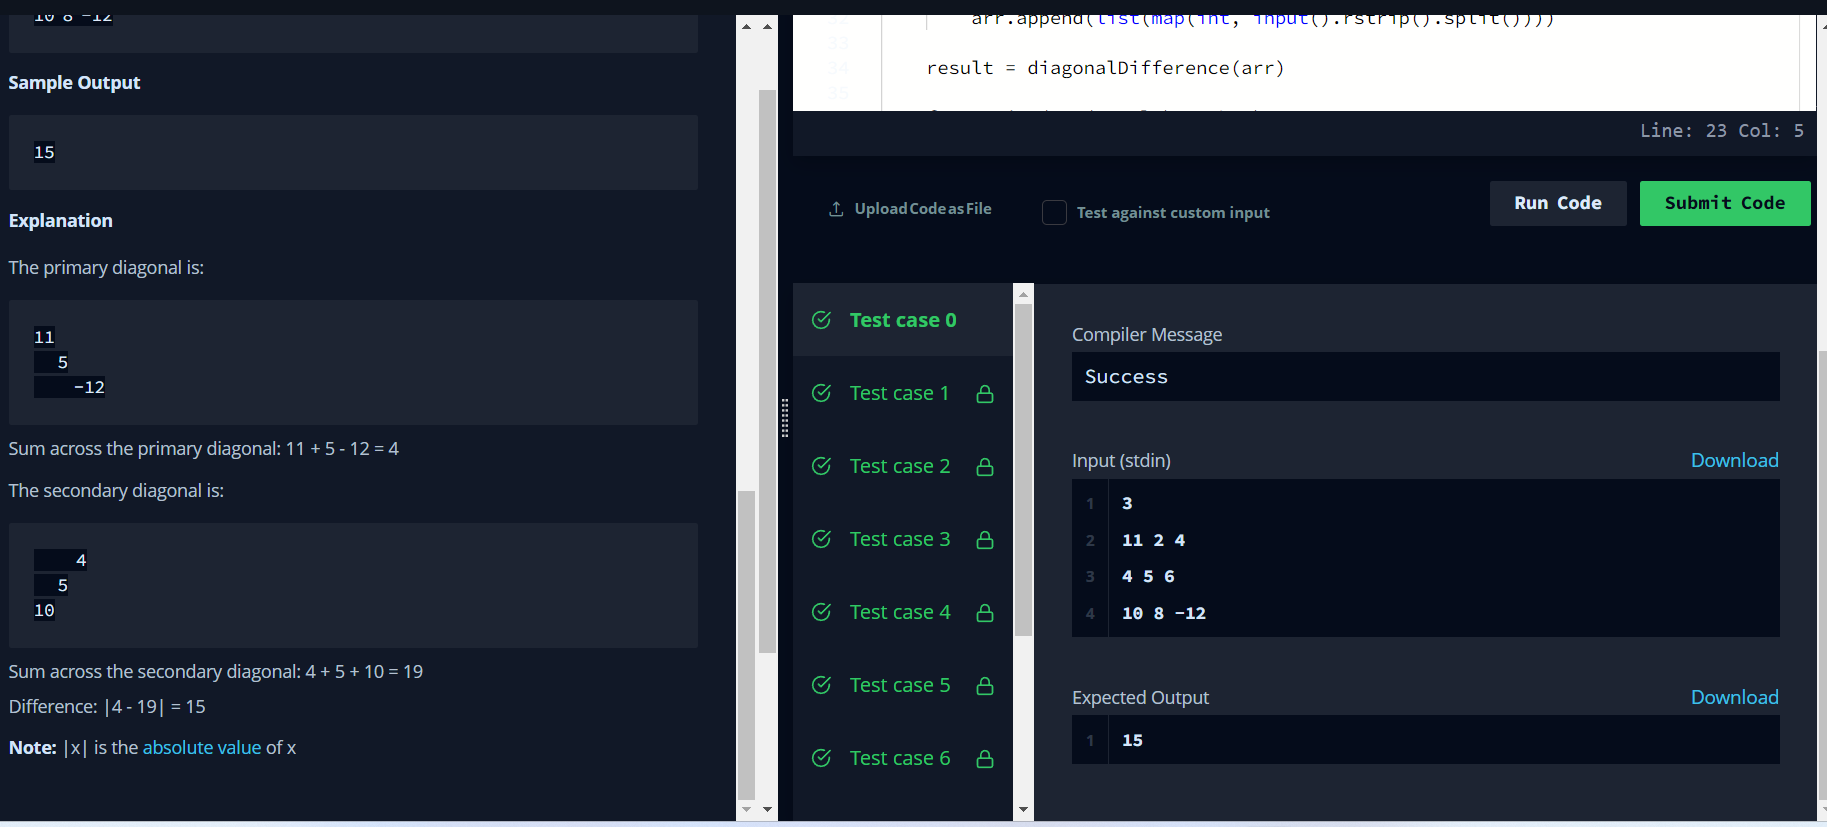 10 8 -12
Sample Output
15
Explanation
The primary diagonal is:
11
5
-12
Sum across the primary diagonal: 11 + 5 - 12 = 4
The secondary diagonal is:
4
5
10
Sum across the secondary diagonal: 4 + 5 + 10 = 19
Difference: |4 - 19| = 15
Note: |x| is the absolute value of x
32 arr.append(list(map(int, input().rstrip().split())))
33
34 result = diagonalDifference(arr)
35
Line: 23 Col: 5
Upload Code as File
Test against custom input
Run Code
Submit Code
Test case 0
Test case 1
Test case 2
Test case 3
Test case 4
Test case 5
Test case 6
Compiler Message
Success
Input (stdin)
Download
1 3
2 11 2 4
3 4 5 6
4 10 8 -12
Expected Output
Download
1 15